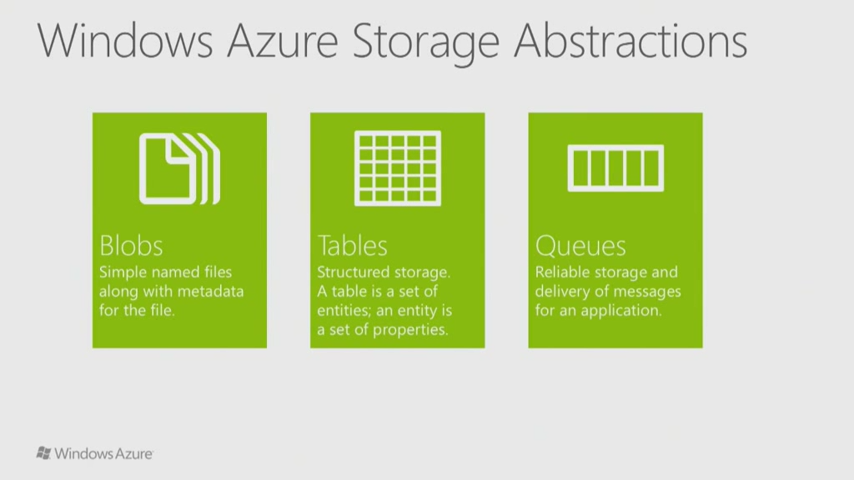 Windows Azure Storage Abstractions
Blobs
Simple named files
along with metadata
for the file.
Tables
Structured storage.
A table is a set of
entities; an entity is
a set of properties.
Queues
Reliable storage and
delivery of messages
for an application.
Windows Azure